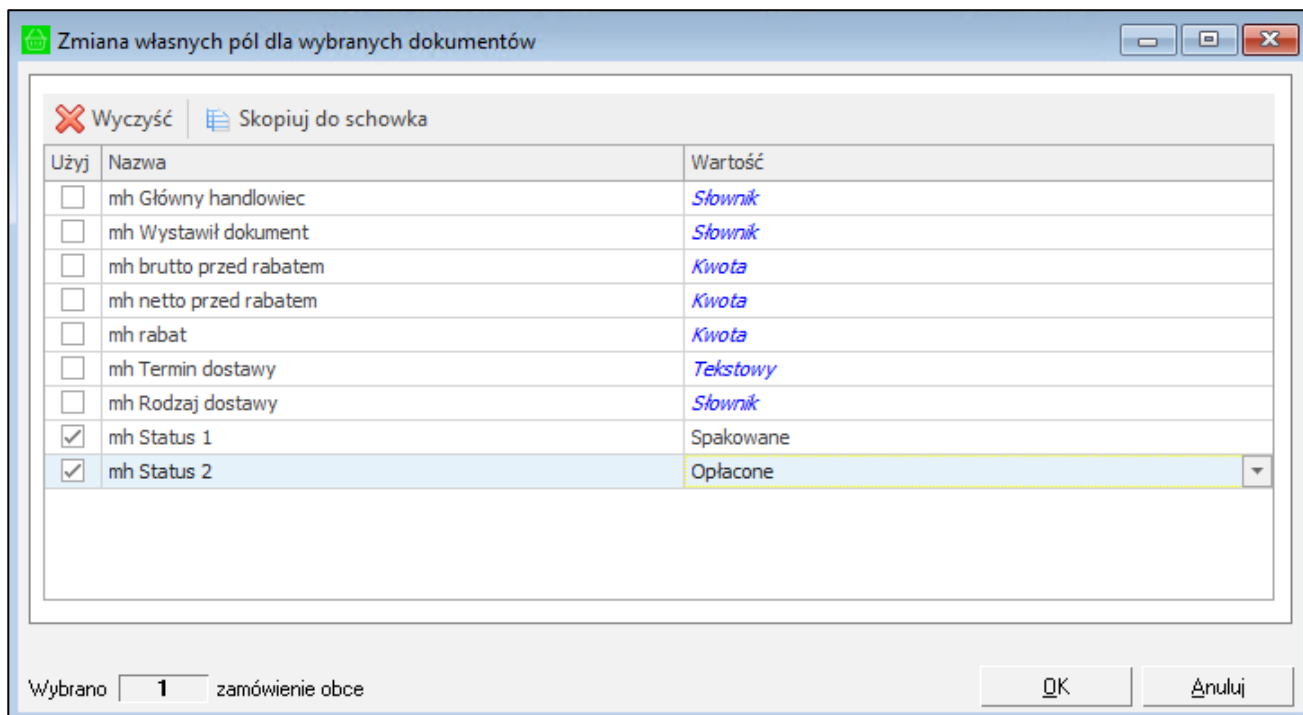 Zmiana własnych pól dla wybranych dokumentów
Wyczyść Skopiuj do schowka
Użyj Nazwa Wartość
mh Główny handlowiec Słownik
mh Wystawił dokument Słownik
mh brutto przed rabatem Kwota
mh netto przed rabatem Kwota
mh rabat Kwota
mh Termin dostawy Tekstowy
mh Rodzaj dostawy Słownik
mh Status 1 Spakowane
mh Status 2 Opłacone
Wybrano 1 zamówienie obce OK Anuluj